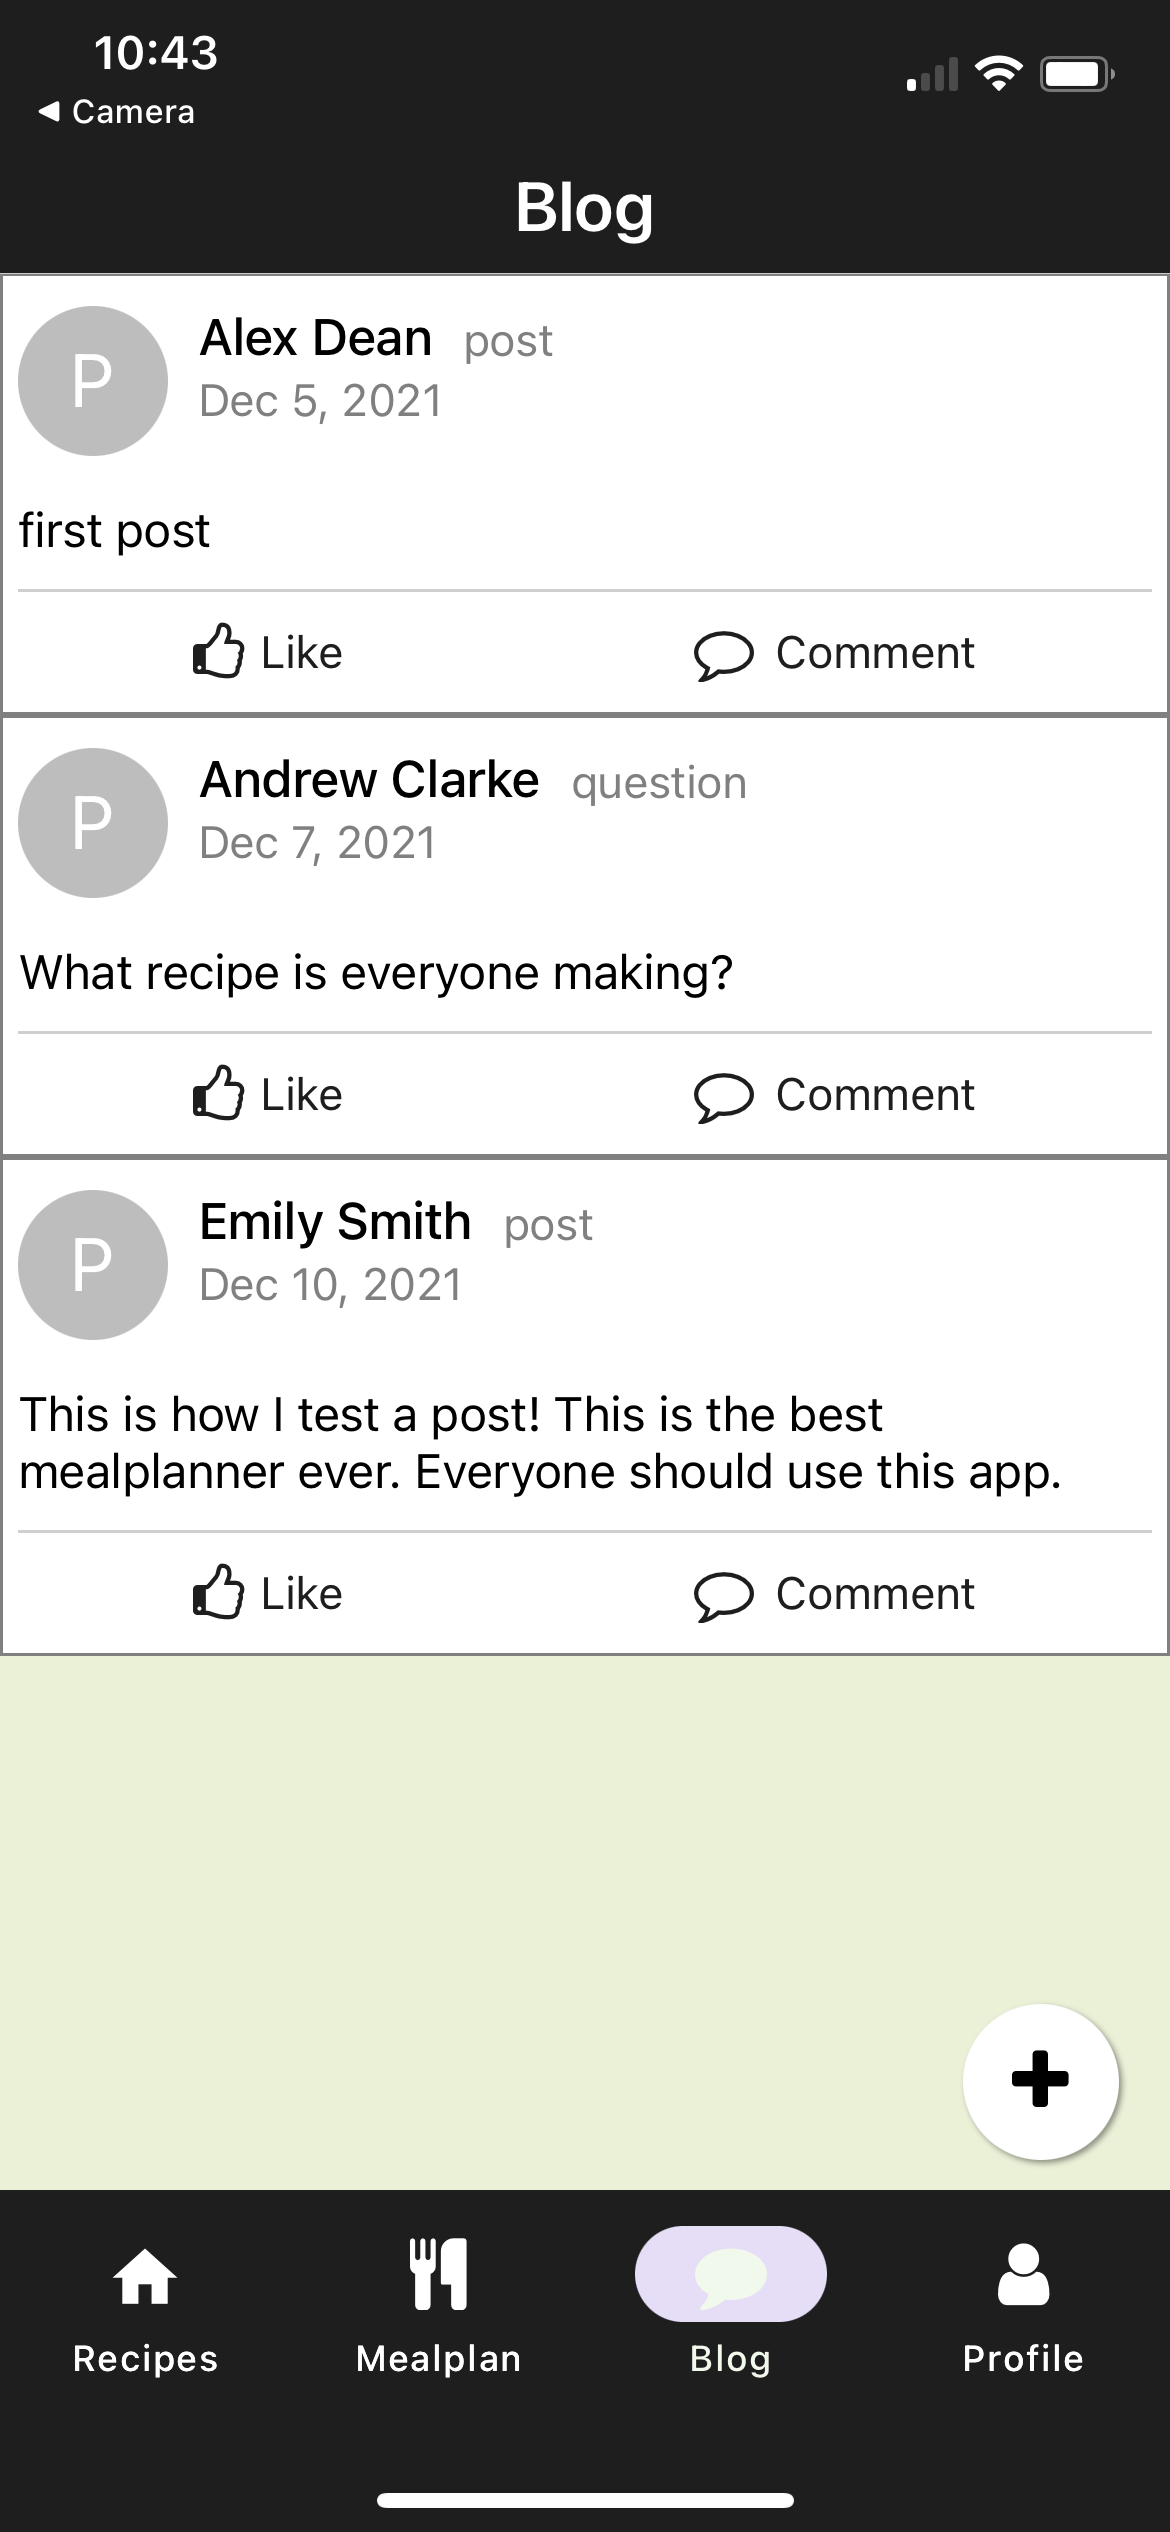 10:43
Camera
Blog
P
Alex Dean post
Dec 5, 2021
first post
Like Comment
P
Andrew Clarke question
Dec 7, 2021
What recipe is everyone making?
Like Comment
P
Emily Smith post
Dec 10, 2021
This is how I test a post! This is the best
mealplanner ever. Everyone should use this app.
Like Comment
Recipes Mealplan Blog Profile